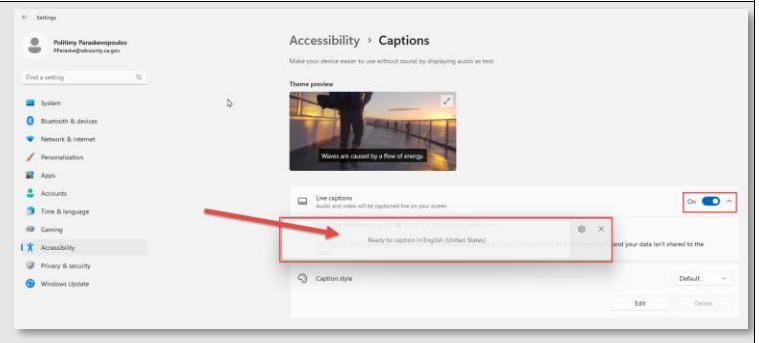 Settings
Politimy Paraskevopoulos
Find a setting
System
Bluetooth & devices
Network & internet
Personalization
Apps
Accounts
Time & language
Gaming
Accessibility
Privacy & security
Windows Update
Accessibility > Captions
Make your device easier to use without sound by displaying audio as text.
Theme preview
Waves are caused by a flow of energy.
Live captions
Audio and video will be captioned live on your screen
On
Ready to caption in English (United States)
and your data isn't shared to the
Caption style
Default
Edit
Delete